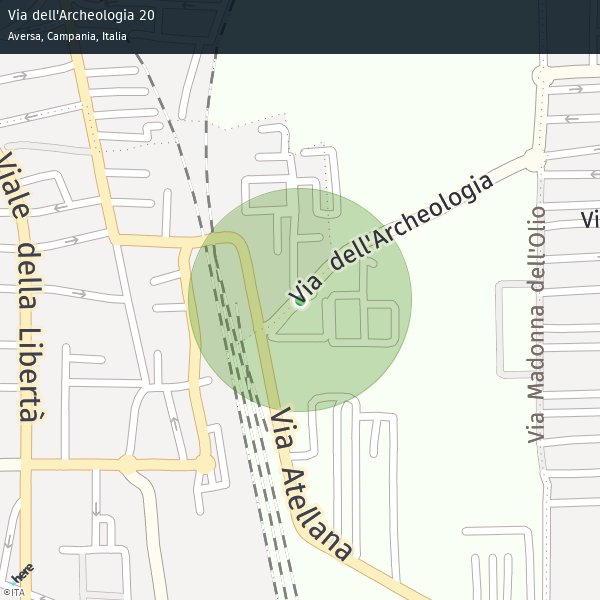 Via dell'Archeologia 20
Aversa, Campania, Italia
Viale della Libertà
Via dell'Archeologia
Vi
Via Madonna dell'Olio
Via Atellana
here
©ITA